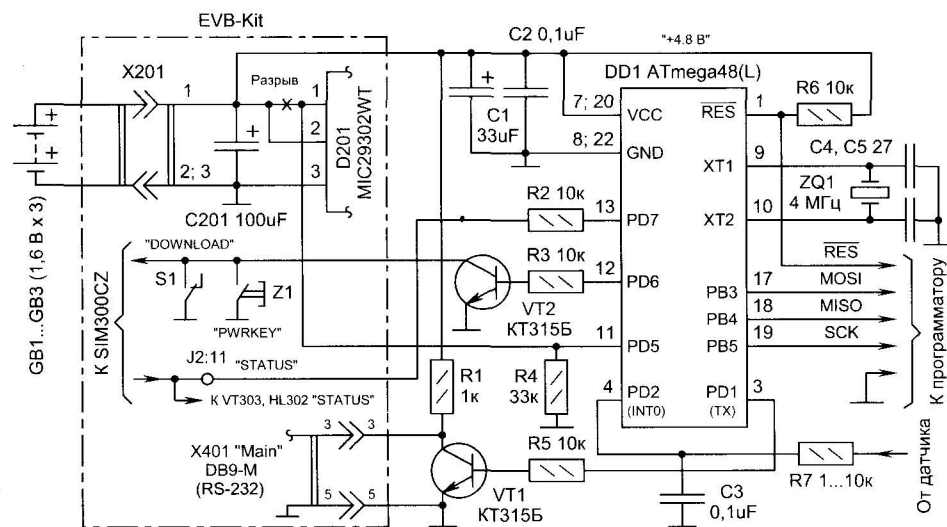 EVB-Kit
C2 0,1uF
"+4.8 В"
X201
Разрыв
DD1 ATmega48(L)
R6 10к
1
1
2
3
D201
MIC29302WT
+
+
+
+
GB1...GB3 (1,6 В х 3)
2; 3
C201 100uF
C1
33uF
7; 20
VCC
RES
1
8; 22
GND
XT1
9
C4, C5 27
ZQ1
4 МГц
XT2
10
R2 10к
13
PD7
R3 10к
12
PD6
VT2
КТ315Б
"DOWNLOAD"
S1
Z1
"PWRKEY"
К SIM300CZ
RES
17
MOSI
PB3
18
MISO
PB4
19
SCK
PB5
К программатору
11
PD5
J2:11
"STATUS"
К VT303, HL302 "STATUS"
R1
1к
R4
33к
4
PD2
(INT0)
PD1
(TX)
3
X401 "Main"
DB9-M
(RS-232)
3
3
5
5
VT1
КТ315Б
R5 10к
C3
0,1uF
R7 1...10к
От датчика